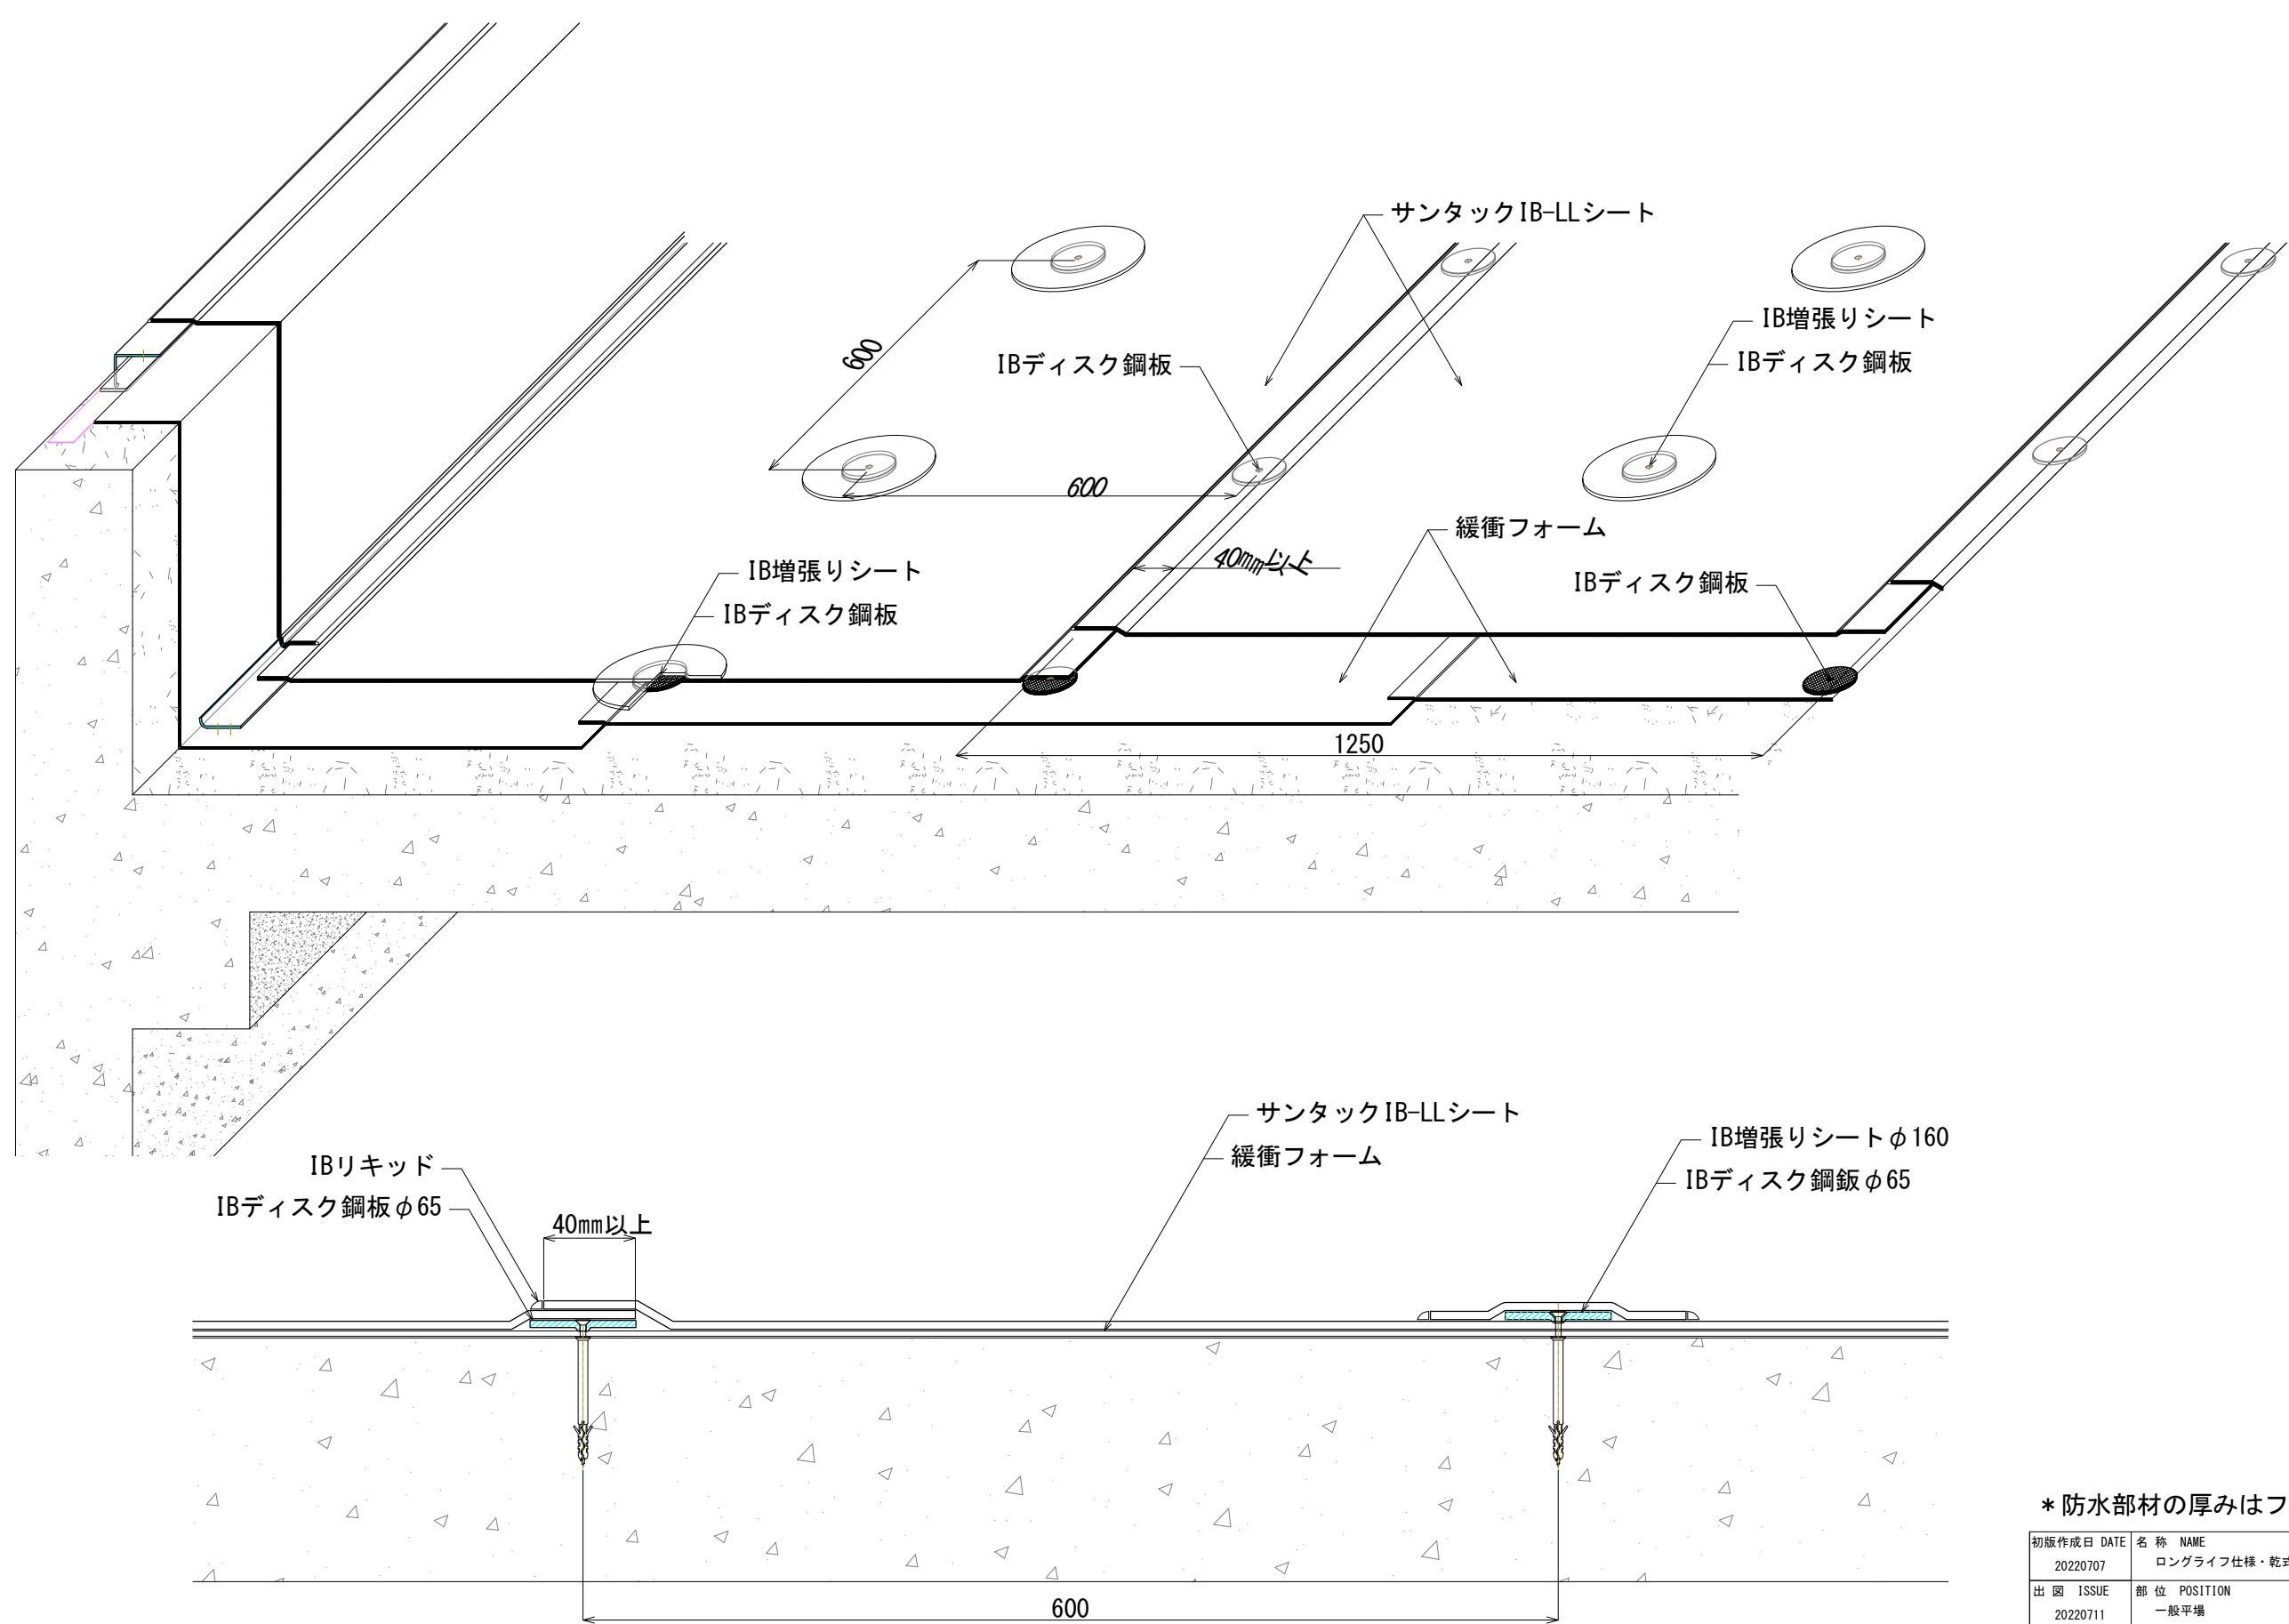 サンタックIB-LLシート
IB増張りシート
IBディスク鋼板
IBディスク鋼板
600
600
緩衝フォーム
40mm以上
IB増張りシート
IBディスク鋼板
IBディスク鋼板
1250
サンタックIB-LLシート
緩衝フォーム
IB増張りシートφ160
IBディスク鋼鈑φ65
IBリキッド
IBディスク鋼板φ65
40mm以上
600
*防水部材の厚みはフ
初版作成日 DATE
20220707
名 称 NAME
ロングライフ仕様・乾式
出 図 ISSUE
20220711
部 位 POSITION
一般平場